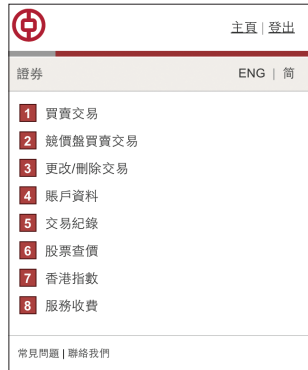 主頁 | 登出
證券 ENG | 简
1 買賣交易
2 競價盤買賣交易
3 更改/刪除交易
4 賬戶資料
5 交易紀錄
6 股票查價
7 香港指數
8 服務收費
常見問題 | 聯絡我們